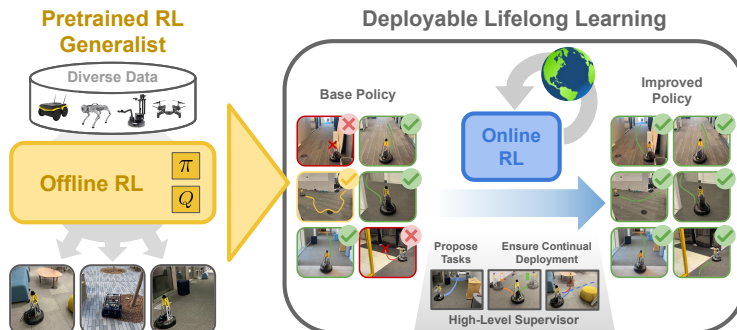 Pretrained RL
Generalist
Diverse Data
Offline RL
π
Q
Deployable Lifelong Learning
Base Policy
Online
RL
Improved
Policy
Propose
Tasks
Ensure Continual
Deployment
High-Level Supervisor